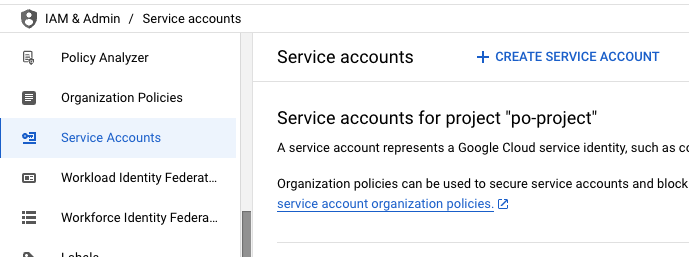 IAM & Admin / Service accounts
Policy Analyzer
Organization Policies
Service Accounts
Workload Identity Federat...
Workforce Identity Federa...
Labels
Service accounts
+ CREATE SERVICE ACCOUNT
Service accounts for project "po-project"
A service account represents a Google Cloud service identity, such as
Organization policies can be used to secure service accounts and block
service account organization policies.